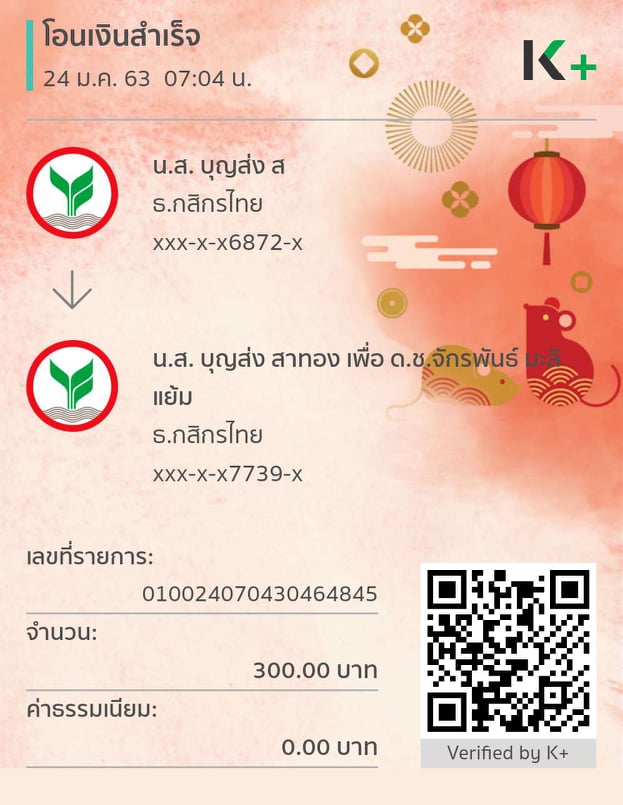 โอนเงินสำเร็จ
24 ม.ค. 63 07:04 น.
K+
น.ส. บุญส่ง ส
ธ.กสิกรไทย
xxx-x-x6872-x
น.ส. บุญส่ง สาทอง เพื่อ ด.ช.จักรพันธ์ มะลิ
แย้ม
ธ.กสิกรไทย
xxx-x-x7739-x
เลขที่รายการ:
010024070430464845
จำนวน:
300.00 บาท
ค่าธรรมเนียม:
0.00 บาท
Verified by K+